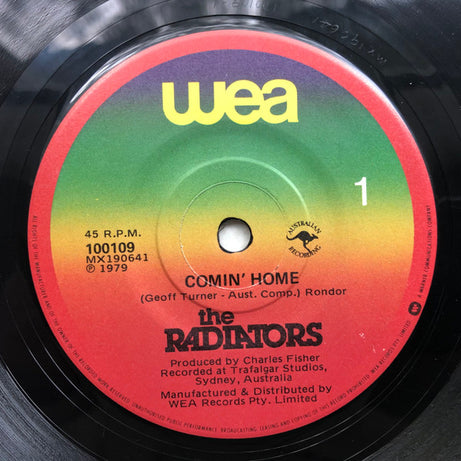 wea
1
45 R.P.M.
100109
MX190641
℗ 1979
AUSTRALIAN
RECORDING
COMIN' HOME
(Geoff Turner - Aust. Comp.) Rondor
the
RADIATORS
Produced by Charles Fisher
Recorded at Trafalgar Studios,
Sydney, Australia
Manufactured & Distributed by
WEA Records Pty. Limited